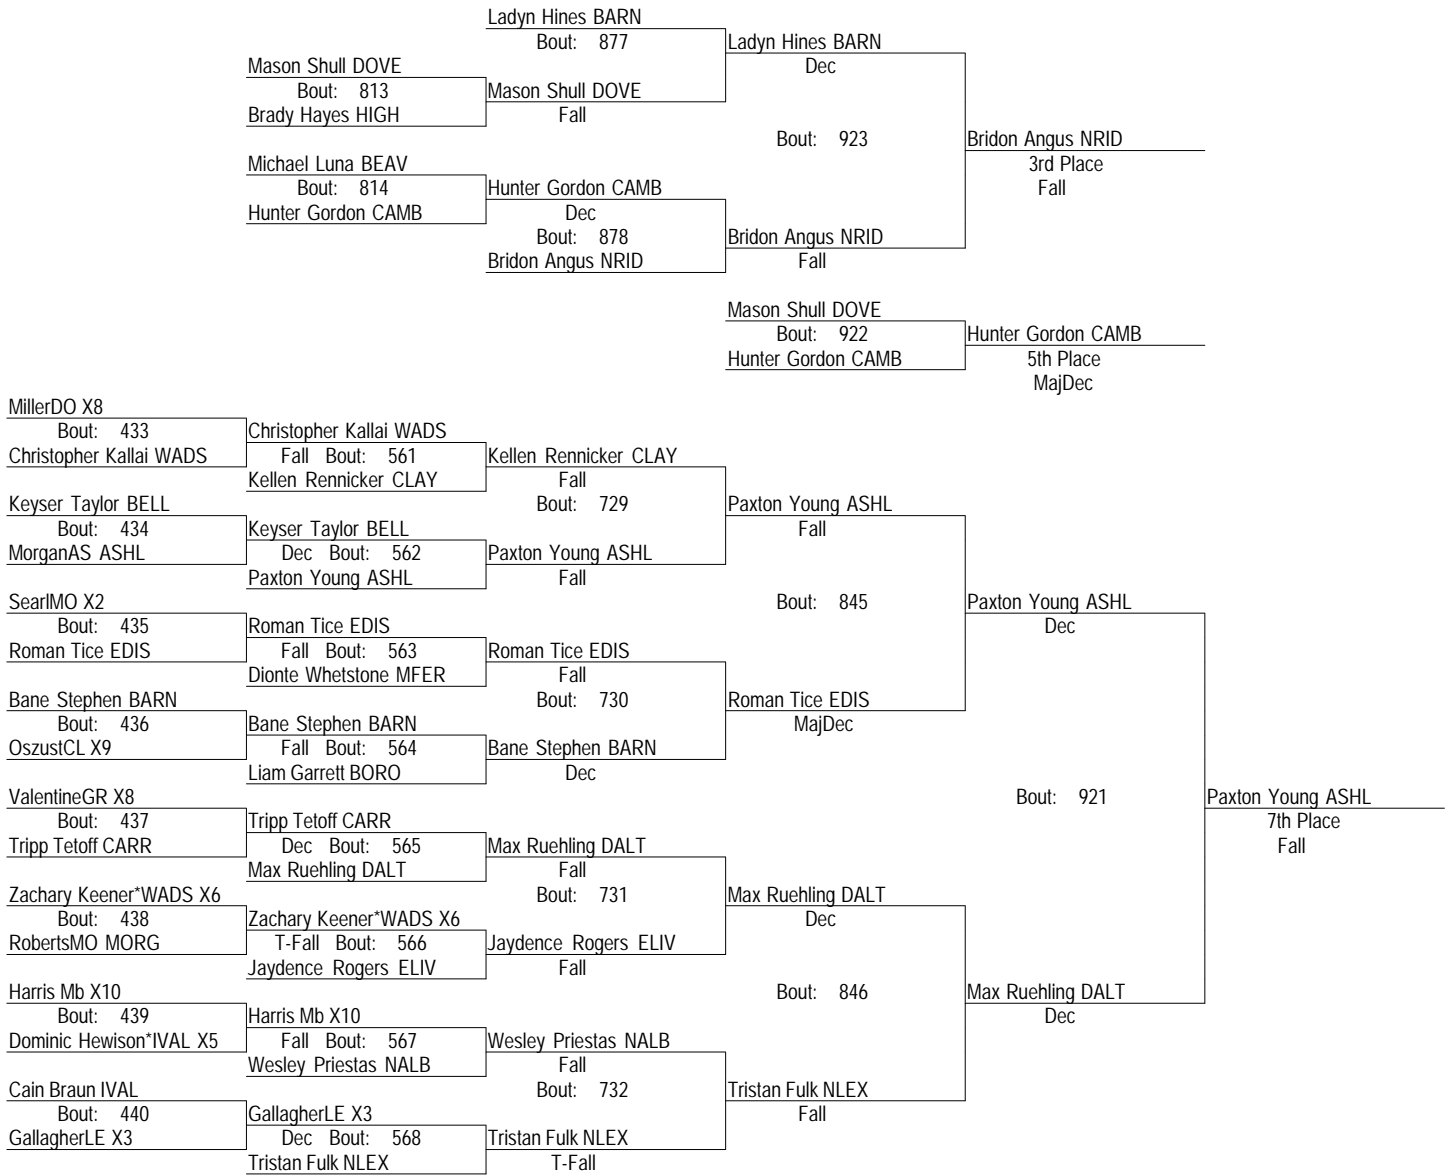 Ladyn Hines BARN
Bout: 877
Ladyn Hines BARN
Mason Shull DOVE
Dec
Bout: 813
Mason Shull DOVE
Brady Hayes HIGH
Fall
Bout: 923
Bridon Angus NRID
Michael Luna BEAV
3rd Place
Bout: 814
Hunter Gordon CAMB
Fall
Hunter Gordon CAMB
Dec
Bout: 878
Bridon Angus NRID
Bridon Angus NRID
Fall
Mason Shull DOVE
Bout: 922
Hunter Gordon CAMB
Hunter Gordon CAMB
5th Place
MajDec
MillerDO X8
Bout: 433
Christopher Kallai WADS
Christopher Kallai WADS
Fall Bout: 561
Kellen Rennicker CLAY
Kellen Rennicker CLAY
Fall
Keyser Taylor BELL
Bout: 729
Paxton Young ASHL
Bout: 434
Keyser Taylor BELL
Fall
MorganAS ASHL
Dec Bout: 562
Paxton Young ASHL
Paxton Young ASHL
Fall
SearlMO X2
Bout: 845
Paxton Young ASHL
Bout: 435
Roman Tice EDIS
Dec
Roman Tice EDIS
Fall Bout: 563
Roman Tice EDIS
Dionte Whetstone MFER
Fall
Bane Stephen BARN
Bout: 730
Roman Tice EDIS
Bout: 436
Bane Stephen BARN
MajDec
OszustCL X9
Fall Bout: 564
Bane Stephen BARN
Liam Garrett BORO
Dec
ValentineGR X8
Bout: 921
Paxton Young ASHL
Bout: 437
Tripp Tetoff CARR
7th Place
Tripp Tetoff CARR
Dec Bout: 565
Max Ruehling DALT
Fall
Max Ruehling DALT
Fall
Zachary Keener*WADS X6
Bout: 731
Max Ruehling DALT
Bout: 438
Zachary Keener*WADS X6
Dec
RobertsMO MORG
T-Fall Bout: 566
Jaydence Rogers ELIV
Jaydence Rogers ELIV
Fall
Harris Mb X10
Bout: 846
Max Ruehling DALT
Bout: 439
Harris Mb X10
Dec
Dominic Hewison*IVAL X5
Fall Bout: 567
Wesley Priestas NALB
Wesley Priestas NALB
Fall
Cain Braun IVAL
Bout: 732
Tristan Fulk NLEX
Bout: 440
GallagherLE X3
Fall
GallagherLE X3
Dec Bout: 568
Tristan Fulk NLEX
Tristan Fulk NLEX
T-Fall